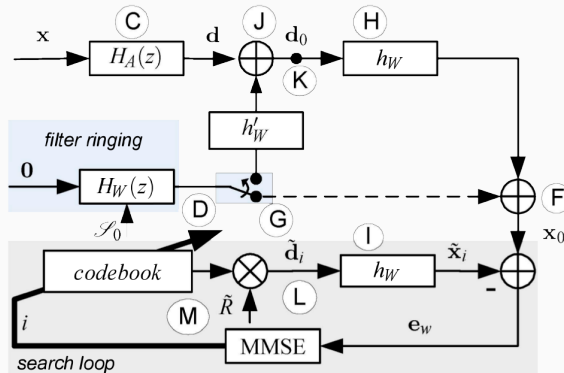 C
J
H
x
H_A(z)
d
d_0
h_W
K
filter ringing
h'_W
0
H_W(z)
D
G
F
𝒮_0
I
x_0
codebook
d̃_i
h_W
x̃_i
-
M
R̃
L
i
MMSE
e_w
search loop